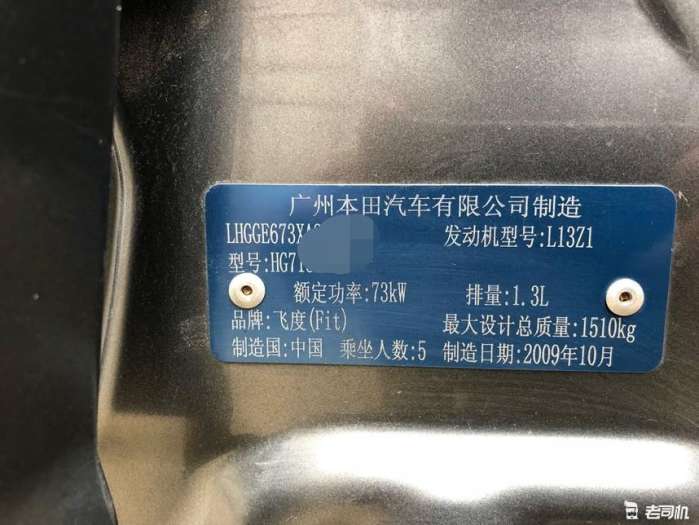 广州本田汽车有限公司制造
LHGGE673XA
发动机型号:L13Z1
型号:HG71
额定功率:73kW
排量:1.3L
品牌:飞度(Fit)
最大设计总质量:1510kg
制造国:中国 乘坐人数:5 制造日期:2009年10月
老司机